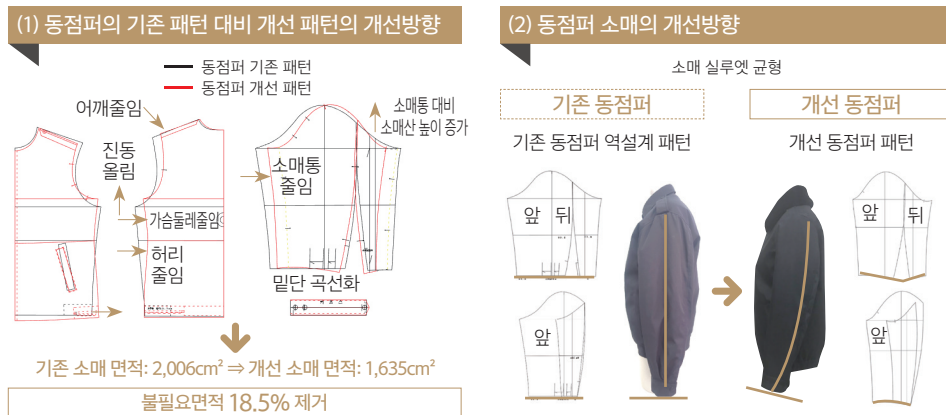 (1) 동점퍼의 기존 패턴 대비 개선 패턴의 개선방향
동점퍼 기존 패턴
동점퍼 개선 패턴
어깨줄임
소매통 대비
소매산 높이 증가
진동
올림
소매통
줄임
가슴둘레줄임
허리
줄임
밑단 곡선화
기존 소매 면적: 2,006cm² ⇒ 개선 소매 면적: 1,635cm²
불필요면적 18.5% 제거
(2) 동점퍼 소매의 개선방향
소매 실루엣 균형
기존 동점퍼
개선 동점퍼
기존 동점퍼 역설계 패턴
개선 동점퍼 패턴
앞 뒤
앞 뒤
앞
앞